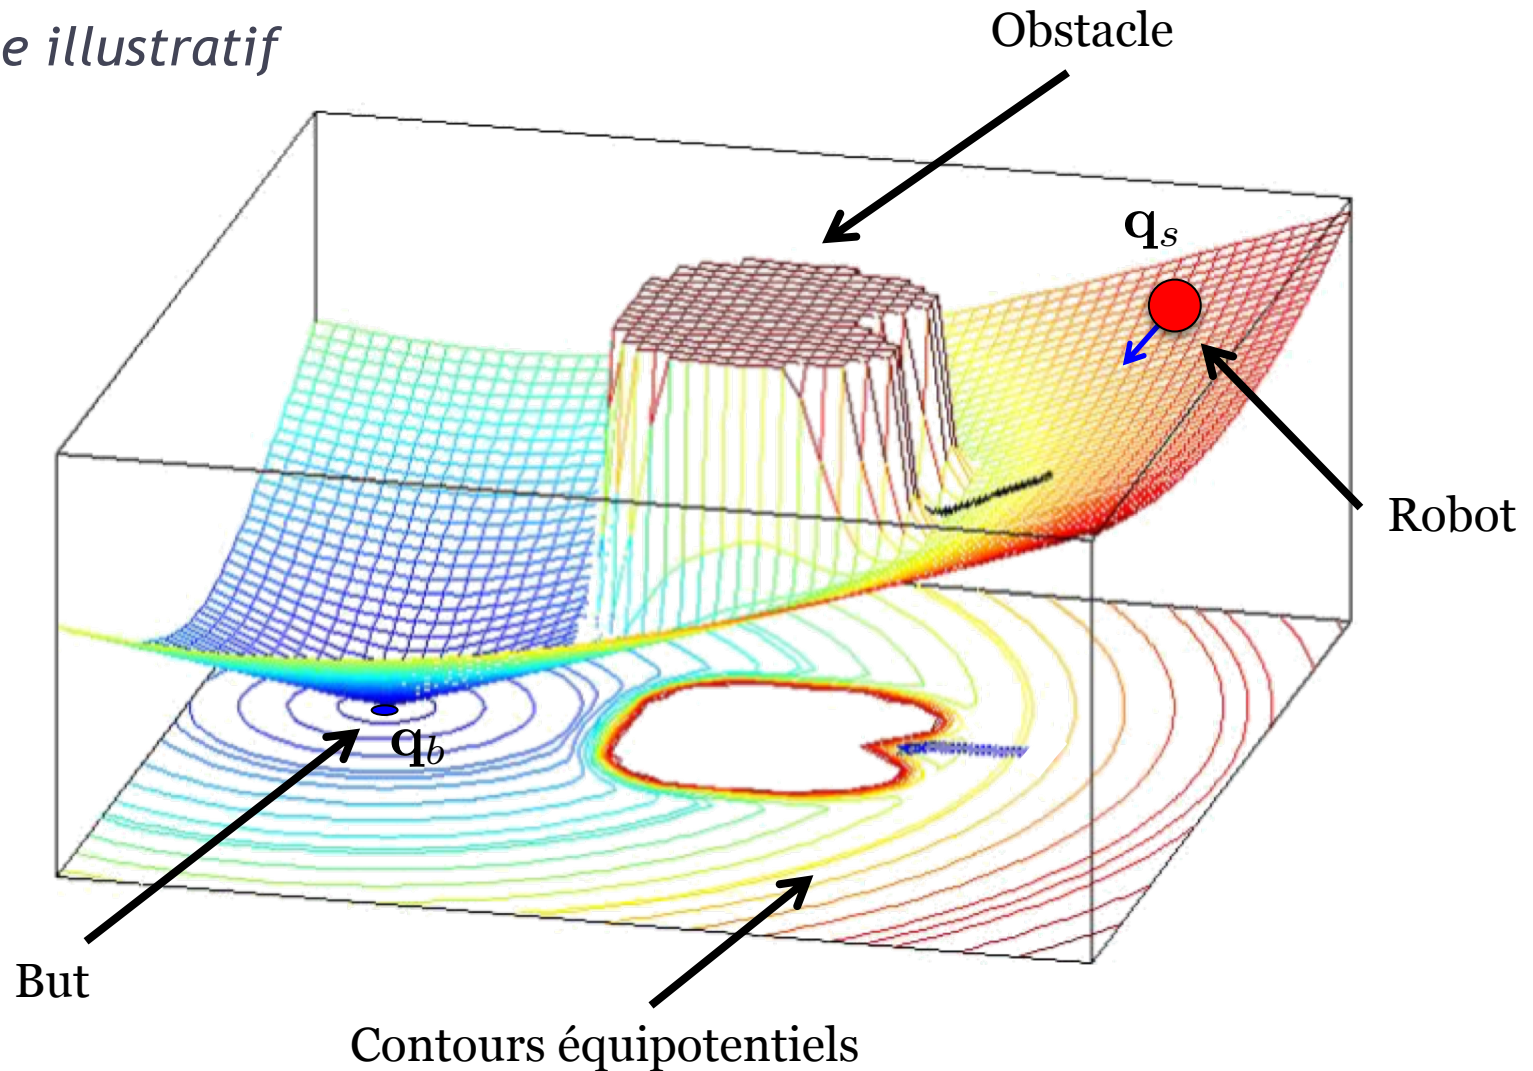 e illustratif
Obstacle
q_s
Robot
q_b
But
Contours équipotentiels